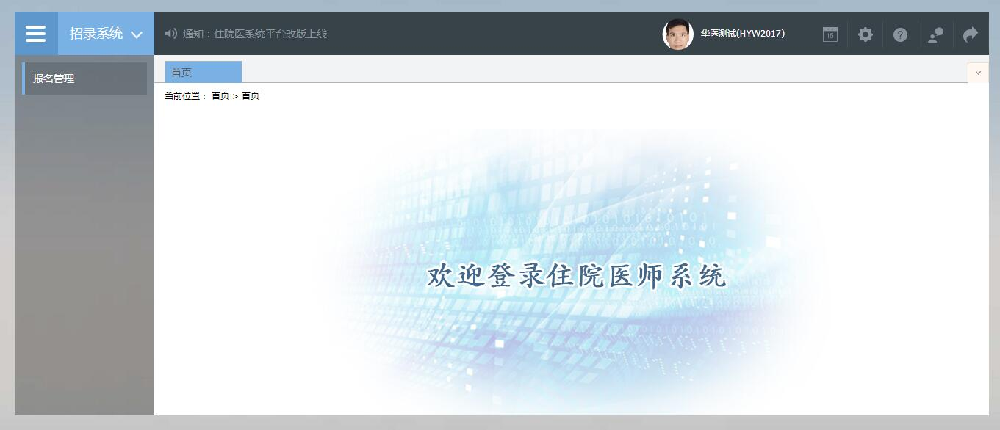 招录系统
通知：住院医系统平台改版上线
华医测试(HYW2017)
15
报名管理
首页
当前位置： 首页 > 首页
欢迎登录住院医师系统